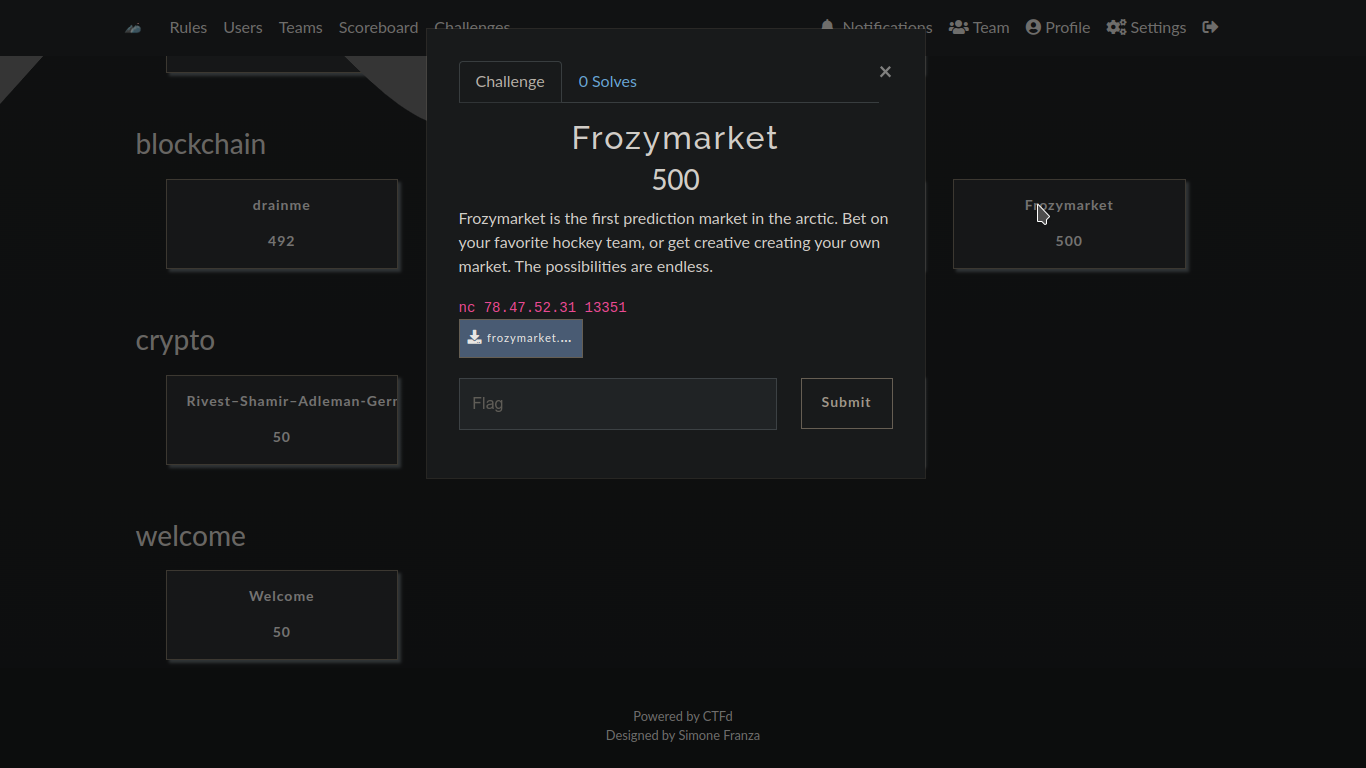 Rules Users Teams Scoreboard Challenges Notifications Team Profile Settings
Challenge 0 Solves ×
Frozymarket
500
Frozymarket is the first prediction market in the arctic. Bet on
your favorite hockey team, or get creative creating your own
market. The possibilities are endless.
nc 78.47.52.31 13351
frozymarket....
Flag
Submit
blockchain
drainme
492
Frozymarket
500
crypto
Rivest–Shamir–Adleman-Gerr
50
welcome
Welcome
50
Powered by CTFd
Designed by Simone Franza